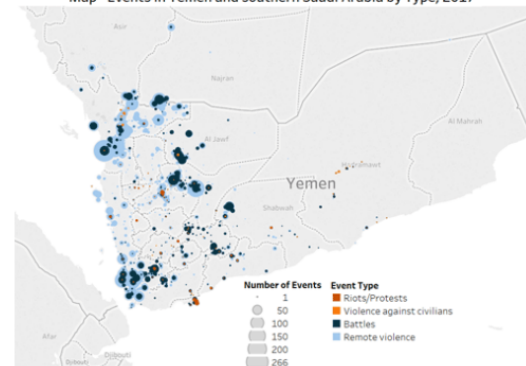 Map - Events in Yemen and Southern Saudi Arabia by Type, 2017
Asir
Najran
Al Jawf
Al Mahrah
Hadramawt
Yemen
Shabwah
Number of Events
1
50
100
150
200
266
Event Type
Riots/Protests
Violence against civilians
Battles
Remote violence
Afar
Djibouti
Djibouti